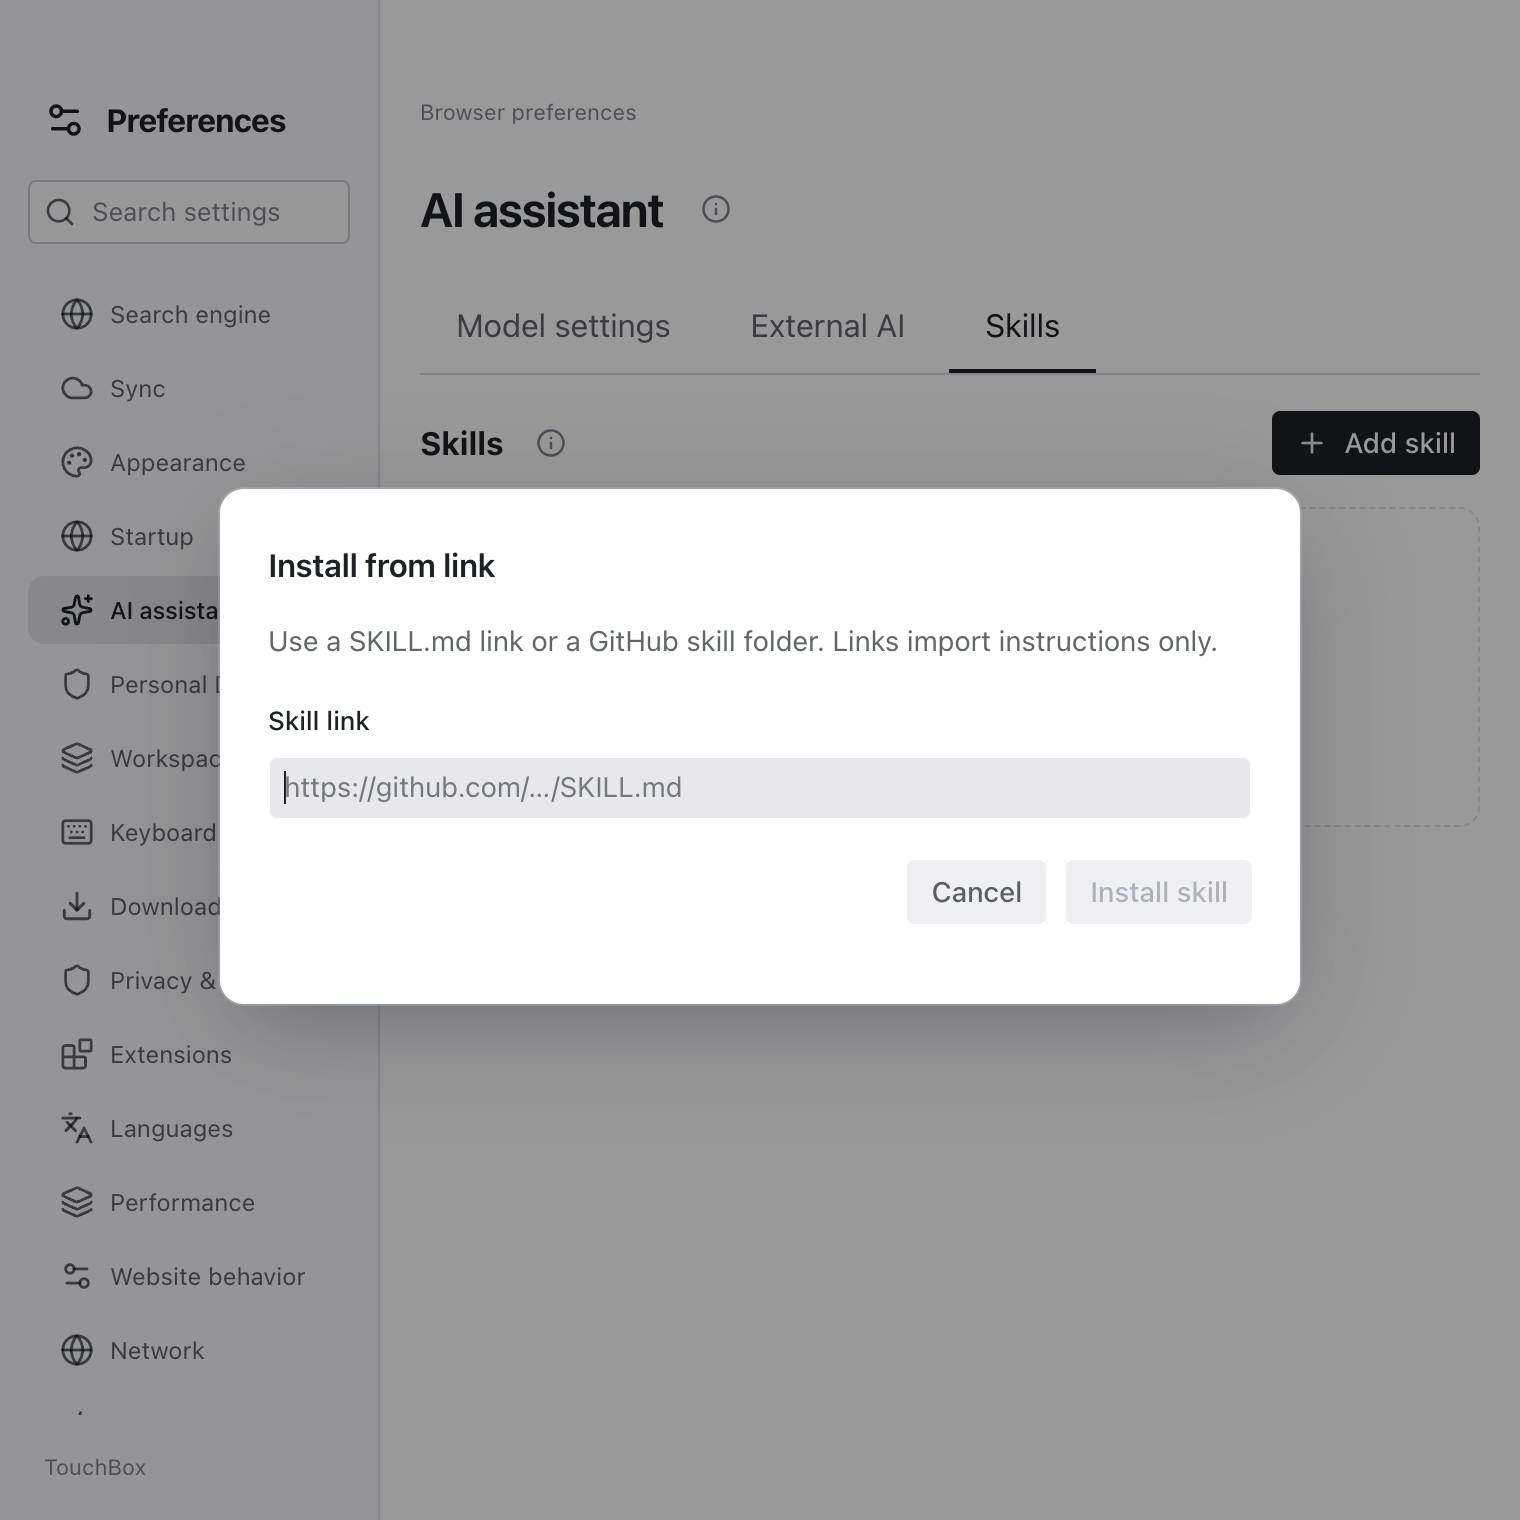 Preferences
Search settings
Search engine
Sync
Appearance
Startup
AI assista
Personal
Workspac
Keyboard
Download
Privacy &
Extensions
Languages
Performance
Website behavior
Network
TouchBox
Browser preferences
AI assistant
Model settings
External AI
Skills
Skills
Add skill
Install from link
Use a SKILL.md link or a GitHub skill folder. Links import instructions only.
Skill link
https://github.com/.../SKILL.md
Cancel
Install skill